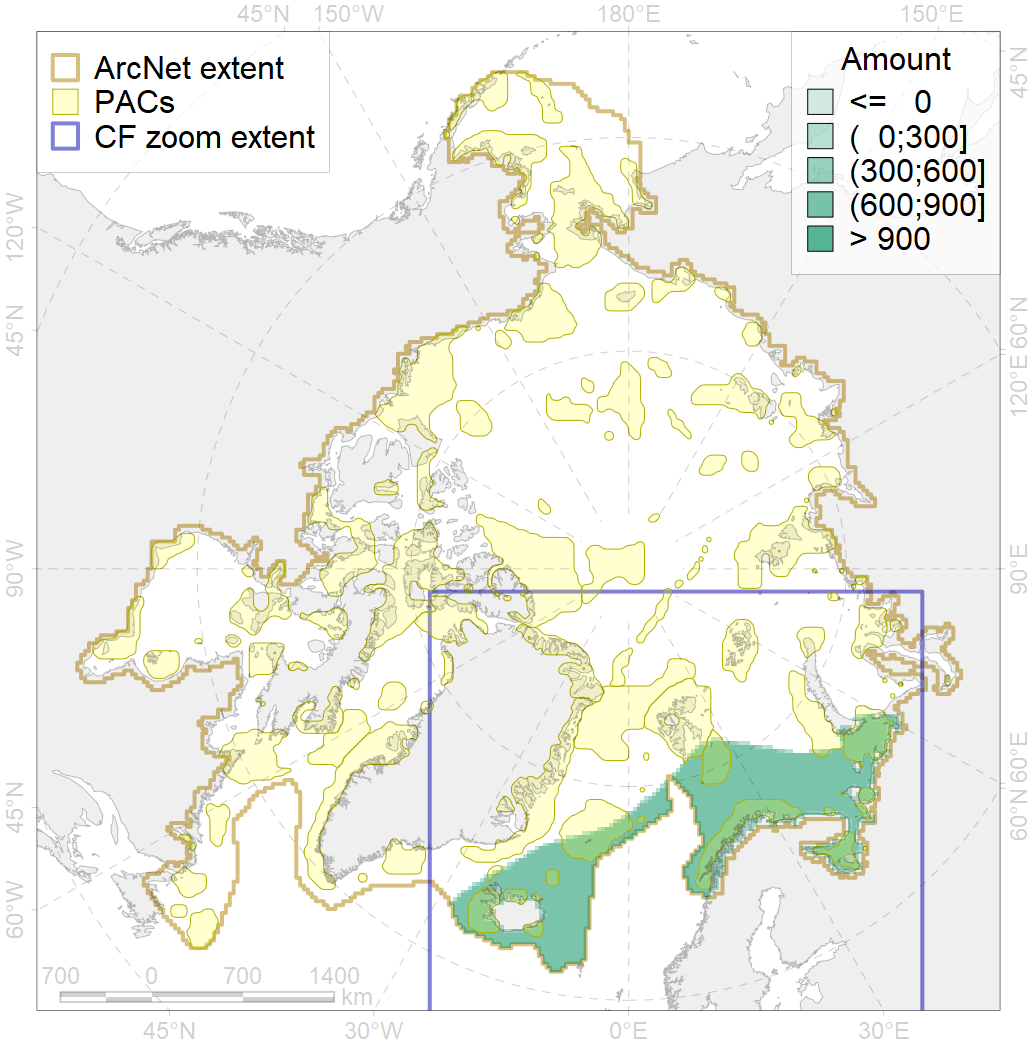 45°N 150°W 180°E 150°E
ArcNet extent
PACs
CF zoom extent
Amount
<= 0
( 0;300]
(300;600]
(600;900]
> 900
120°W
45°N
90°W
45°N
60°W
45°N
60°N
120°E
90°E
60°E
60°N
700 0 700 1400
km
45°N 30°W 0°E 30°E